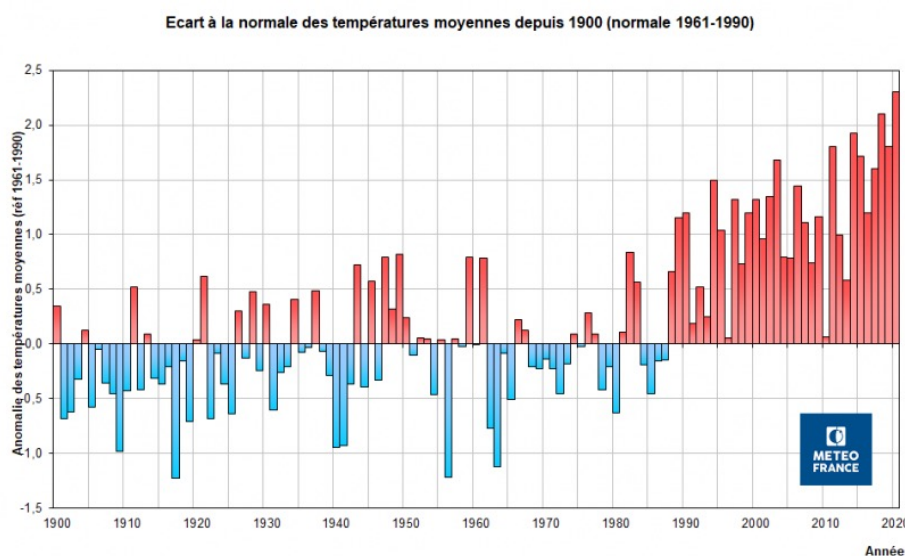 Ecart à la normale des températures moyennes depuis 1900 (normale 1961-1990)
Anomalie des températures moyennes (réf 1961-1990)
2,5
2,0
1,5
1,0
0,5
0,0
-0,5
-1,0
-1,5
1900 1910 1920 1930 1940 1950 1960 1970 1980 1990 2000 2010 2020
Année
METEO
FRANCE